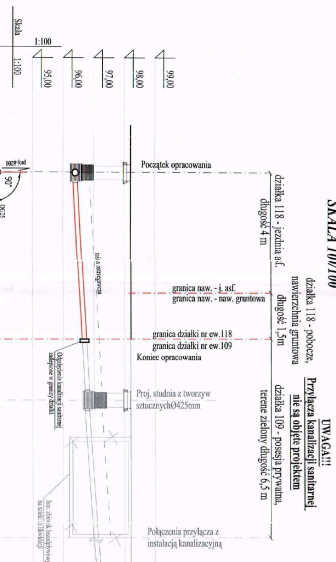 Skala
1:100
1:100
95,00
96,00
97,00
98,00
99,00
SKALA 100/100
UWAGA!!!
Przyłącza kanalizacji sanitarnej
nie są objęte projektem
działka 118 - jezdnia asf.
długość 4 m
działka 118 - pobocze,
nawierzchnia gruntowa
długość 1,5m
działka 109 - posesja prywatna,
terene zielony długość 6,5 m
Początek opracowania
granica naw. - j. asf.
granica naw. - naw. gruntowa
granica działki nr ew.118
granica działki nr ew.109
Koniec opracowania
Proj. studnia z tworzyw
sztucznychØ425mm
Połączenia przyłącza z
instalacją kanalizacyjną
90°